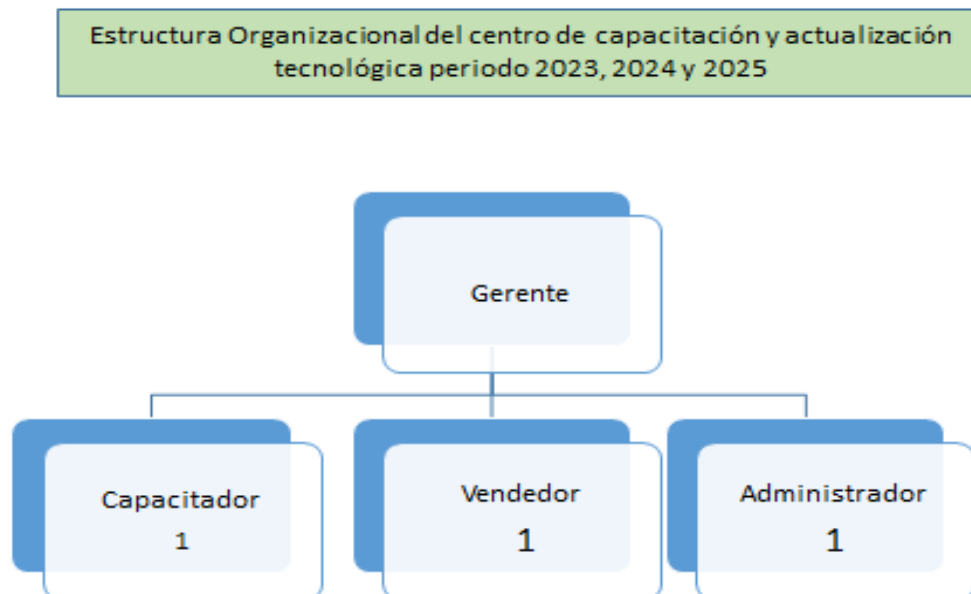 Estructura Organizacional del centro de capacitación y actualización
tecnológica periodo 2023, 2024 y 2025
Gerente
Capacitador
1
Vendedor
1
Administrador
1